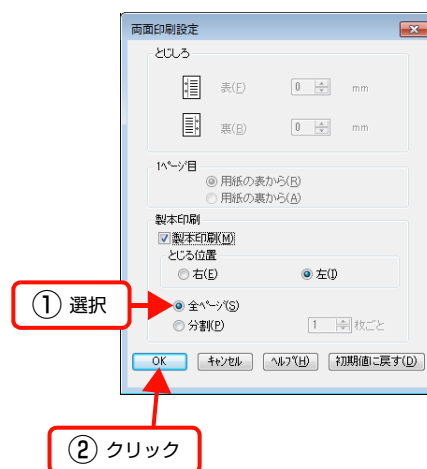 両面印刷設定
とじしろ
表(F) 0 mm
裏(B) 0 mm
1ページ目
用紙の表から(R)
用紙の裏から(A)
製本印刷
製本印刷(M)
とじる位置
右(E) 左(I)
① 選択
全ページ(S)
分割(P) 1 枚ごと
OK キャンセル ヘルプ(H) 初期値に戻す(D)
② クリック